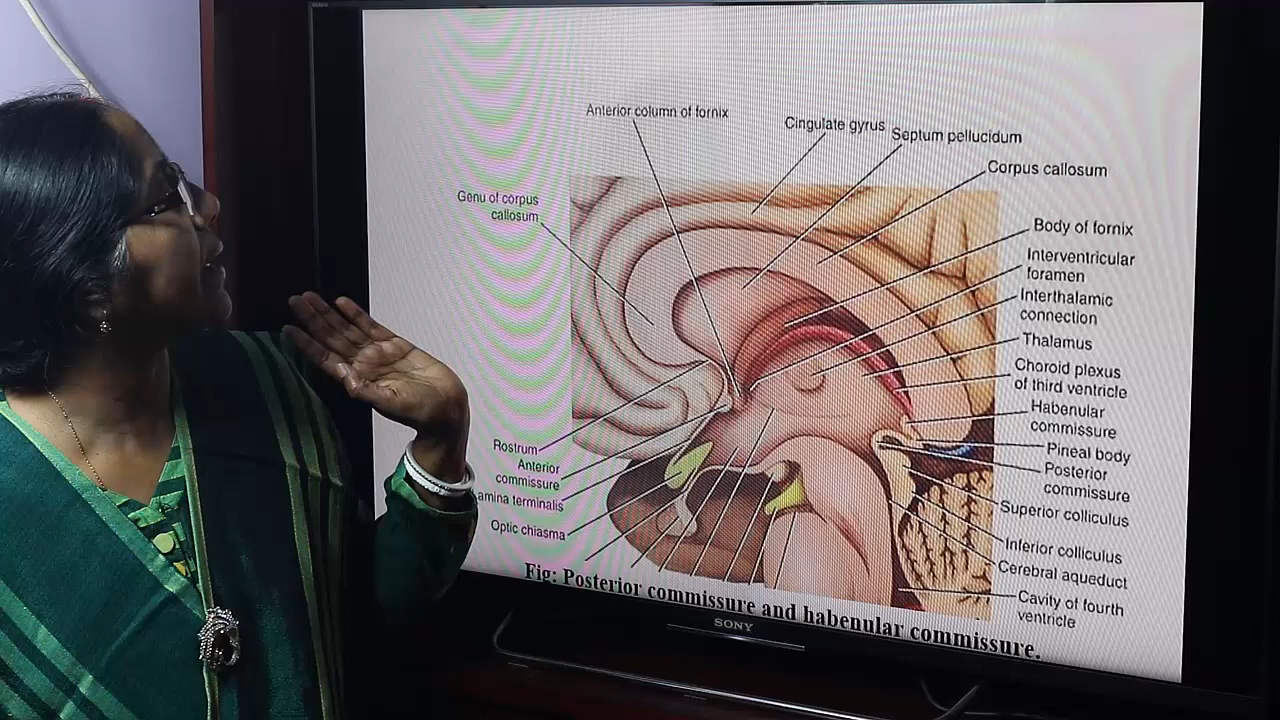 Anterior column of fornix
Cingulate gyrus
Septum pellucidum
Corpus callosum
Genu of corpus
callosum
Body of fornix
Interventricular
foramen
Interthalamic
connection
Thalamus
Choroid plexus
of third ventricle
Habenular
commissure
Pineal body
Posterior
commissure
Superior colliculus
Inferior colliculus
Cerebral aqueduct
Cavity of fourth
ventricle
Rostrum
Anterior
commissure
amina terminalis
Optic chiasma
Fig: Posterior commissure and habenular commissure.
SONY